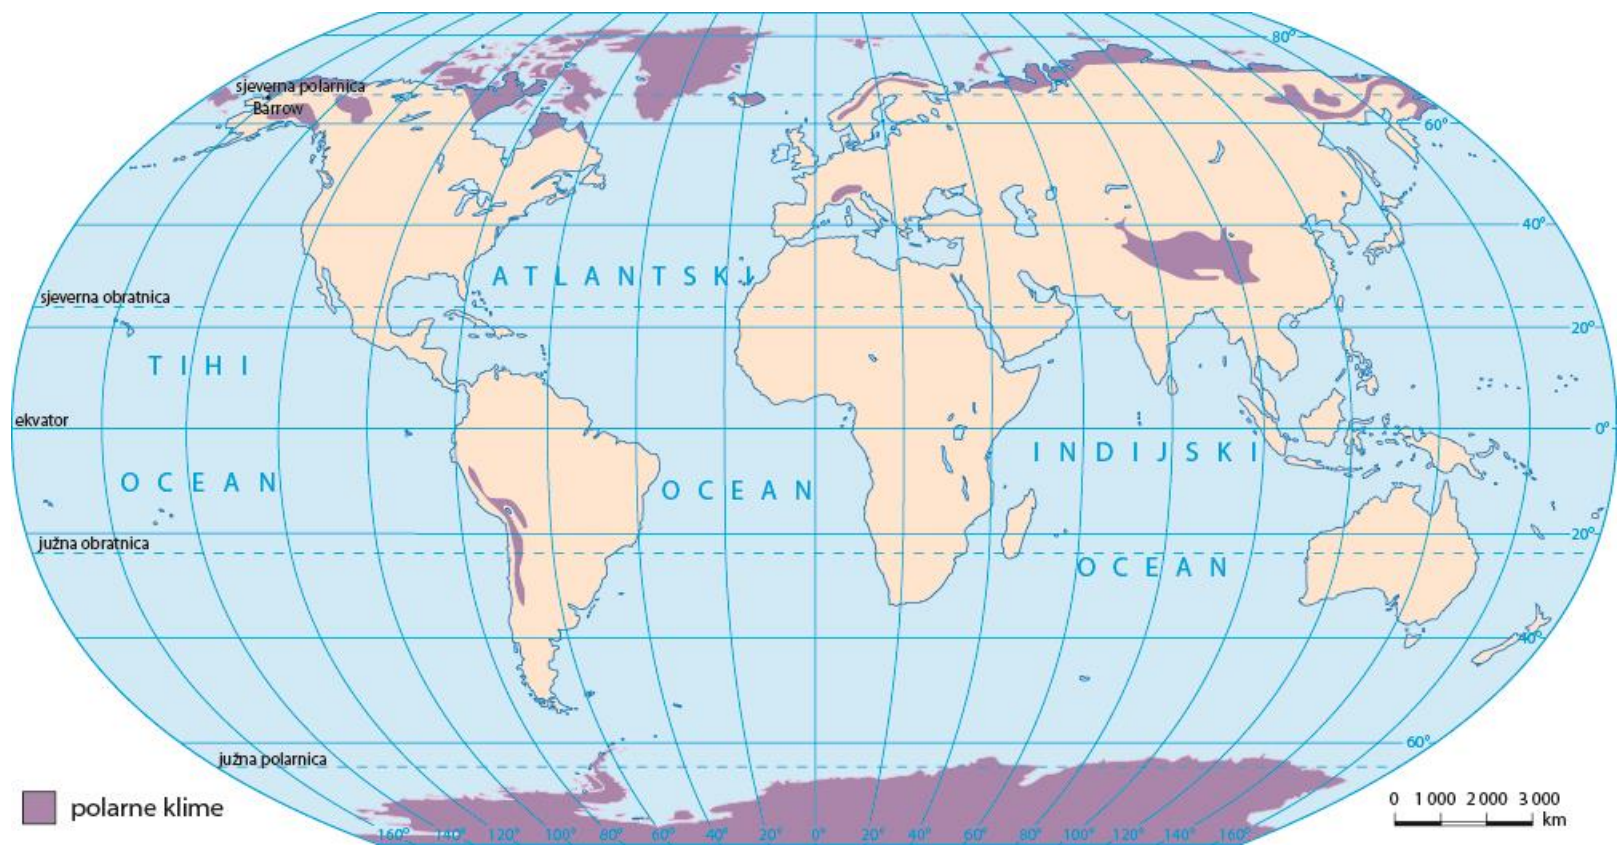 80°
sjeverna polarnica
Barrow
60°
40°
ATLANTSKI
sjeverna obratnica
20°
TIHI
ekvator
0°
INDIJSKI
OCEAN
OCEAN
južna obratnica
20°
OCEAN
40°
60°
južna polarnica
polarne klime
0 1 000 2 000 3 000
km
160° 140° 120° 100° 80° 60° 40° 20° 0° 20° 40° 60° 80° 100° 120° 140° 160°